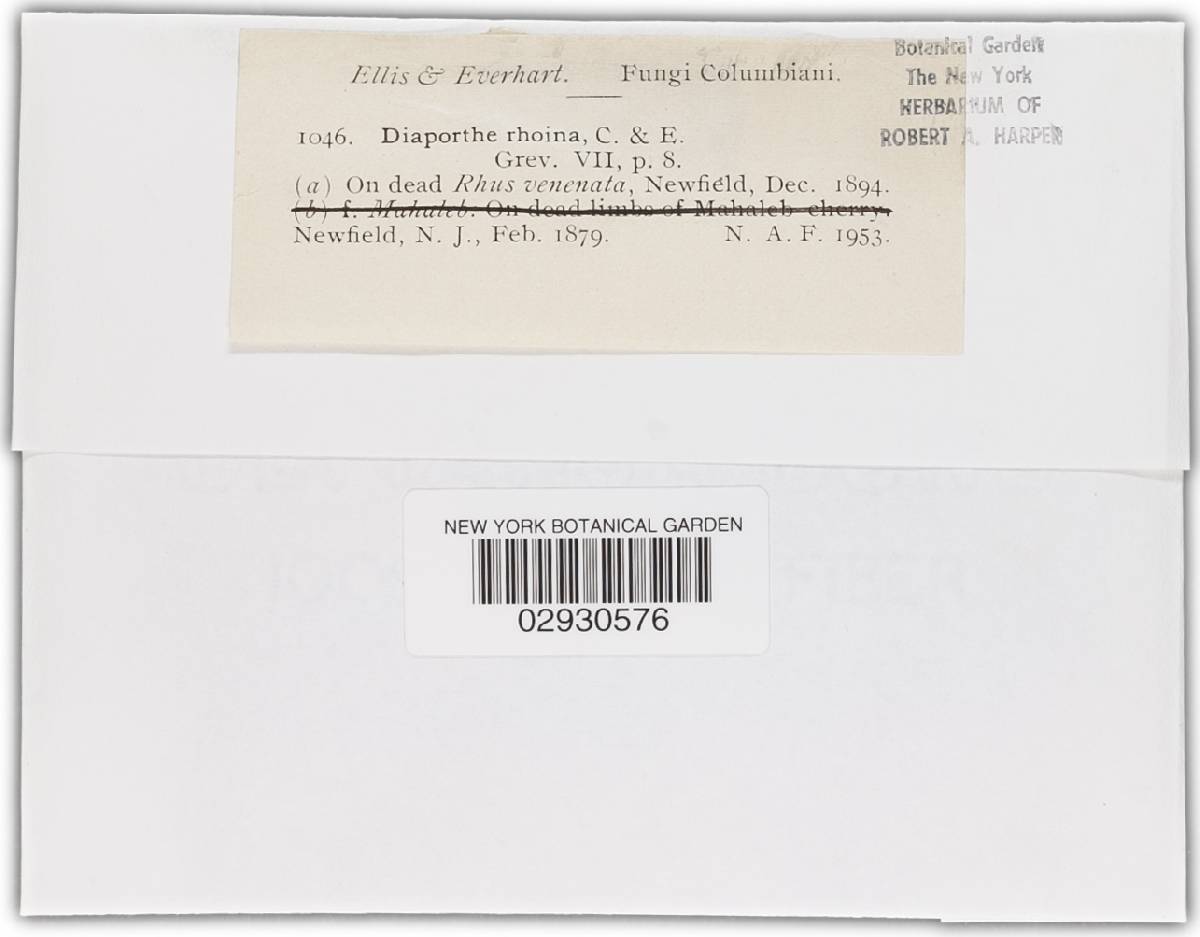 Ellis & Everhart. Fungi Columbiani.
Botanical Garden
The New York
HERBARIUM OF
ROBERT A. HARPER
1046. Diaporthe rhoina, C. & E.
Grev. VII, p. 8.
(a) On dead Rhus venenata, Newfield, Dec. 1894.
(b) f. Mahaleb. On dead limbs of Mahaleb cherry.
Newfield, N. J., Feb. 1879. N. A. F. 1953.
NEW YORK BOTANICAL GARDEN
02930576